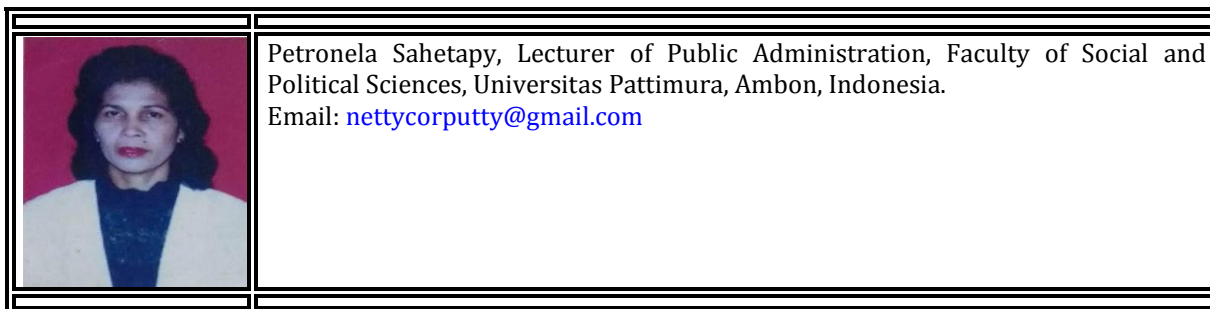 Petronela Sahetapy, Lecturer of Public Administration, Faculty of Social and
Political Sciences, Universitas Pattimura, Ambon, Indonesia.
Email: nettycorputty@gmail.com